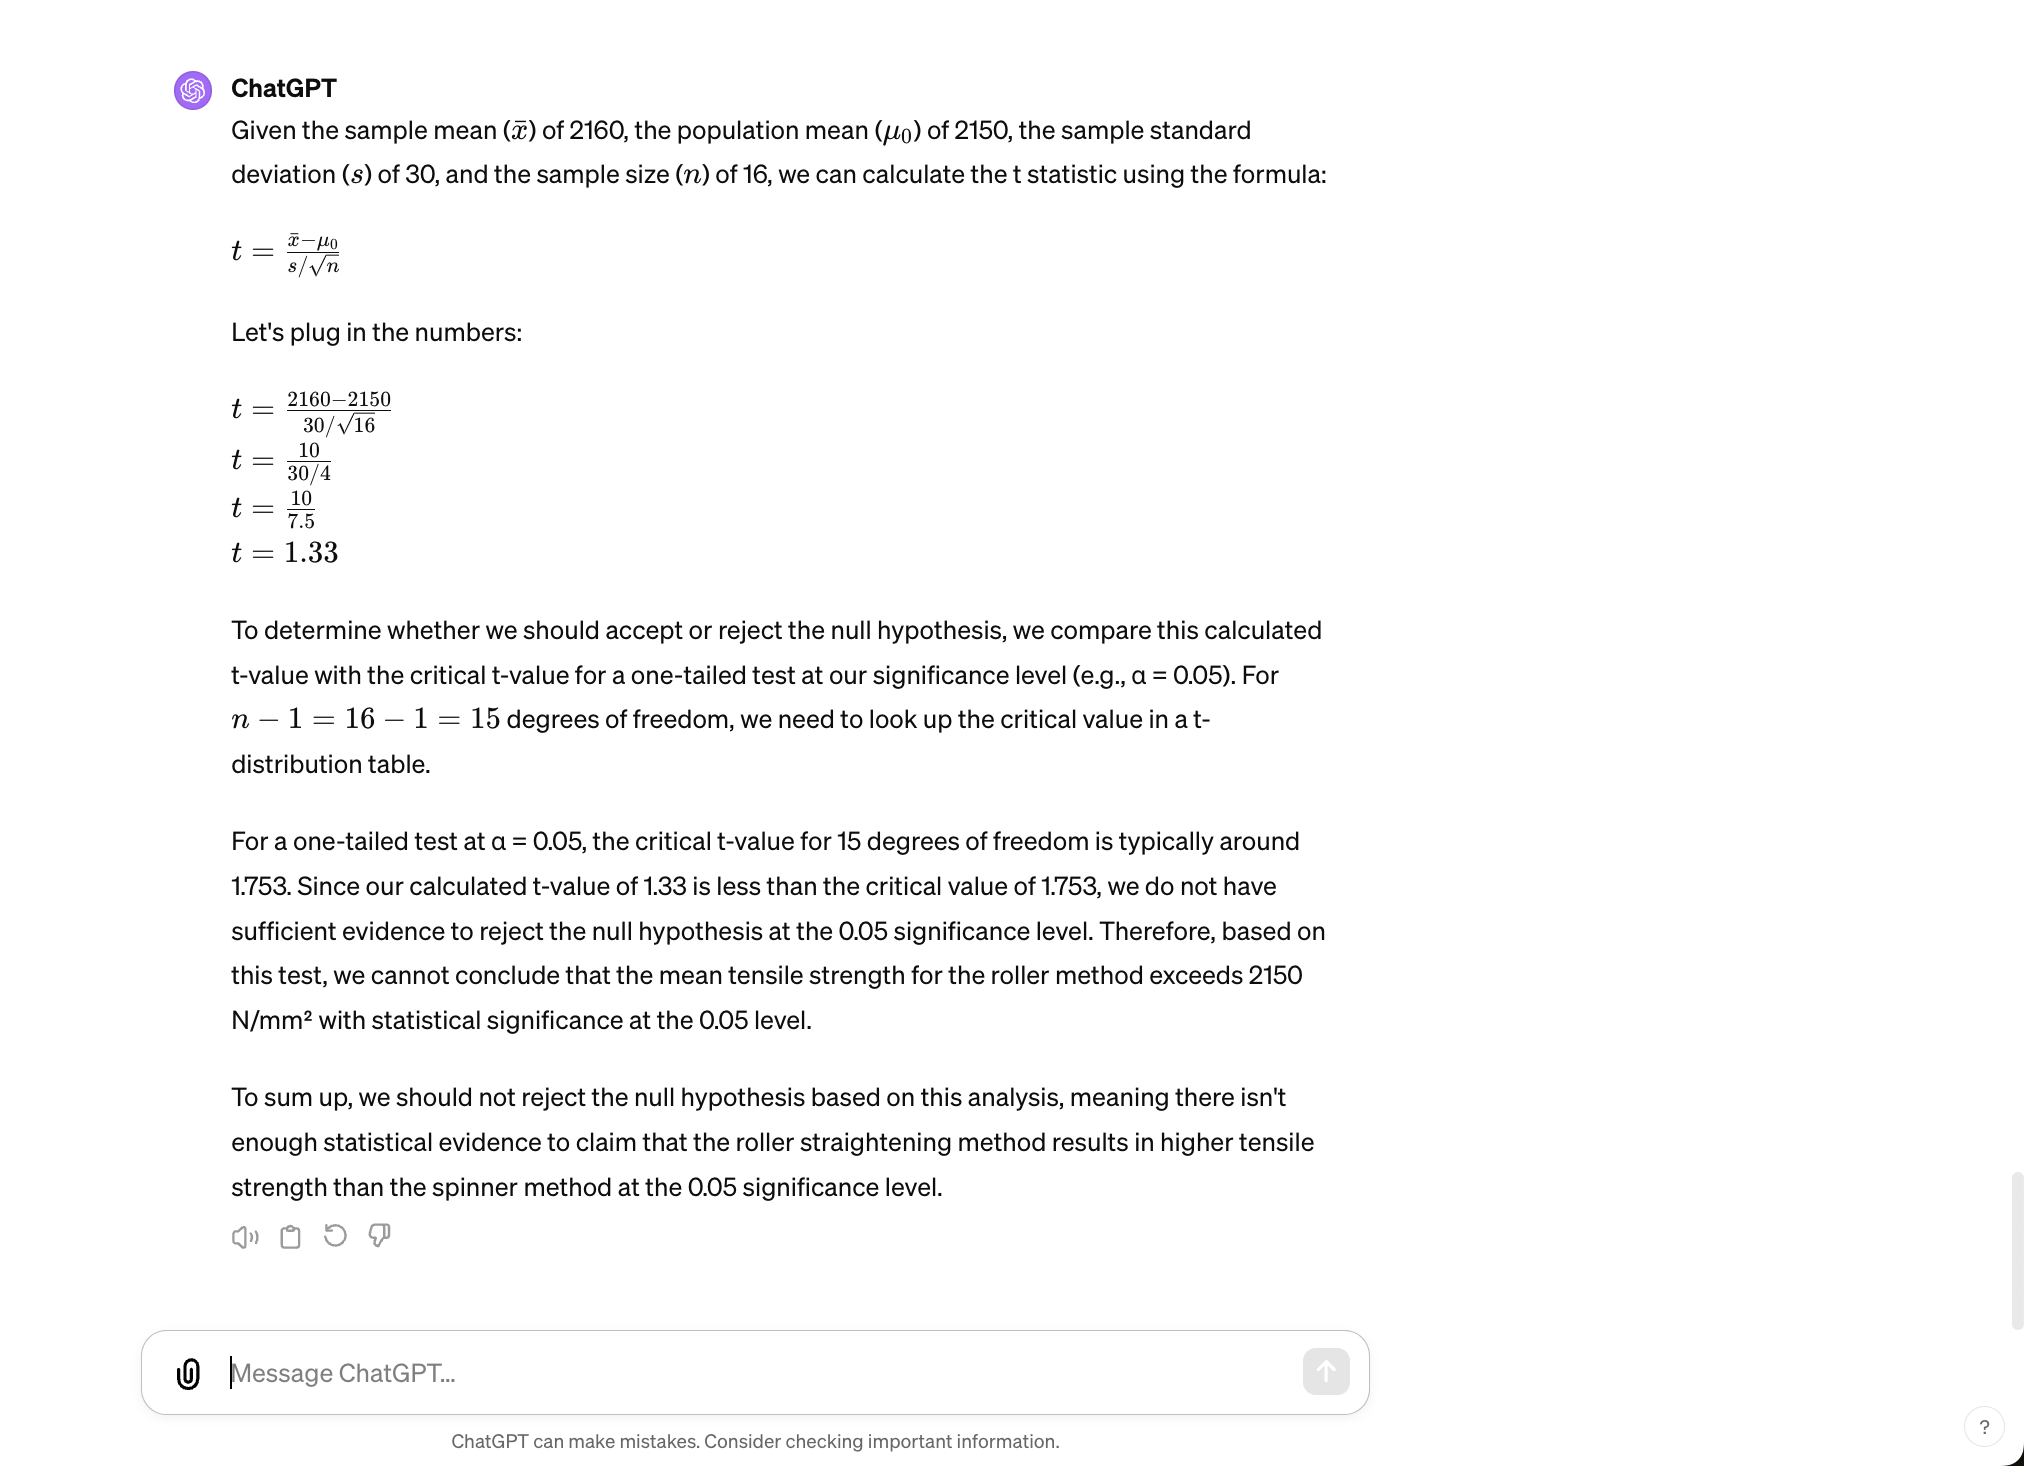 ChatGPT
Given the sample mean (x̄) of 2160, the population mean (μ₀) of 2150, the sample standard
deviation (s) of 30, and the sample size (n) of 16, we can calculate the t statistic using the formula:
t = (x̄−μ₀)/(s/√n)
Let's plug in the numbers:
t = (2160−2150)/(30/√16)
t = 10/(30/4)
t = 10/7.5
t = 1.33
To determine whether we should accept or reject the null hypothesis, we compare this calculated
t-value with the critical t-value for a one-tailed test at our significance level (e.g., α = 0.05). For
n − 1 = 16 − 1 = 15 degrees of freedom, we need to look up the critical value in a t-
distribution table.
For a one-tailed test at α = 0.05, the critical t-value for 15 degrees of freedom is typically around
1.753. Since our calculated t-value of 1.33 is less than the critical value of 1.753, we do not have
sufficient evidence to reject the null hypothesis at the 0.05 significance level. Therefore, based on
this test, we cannot conclude that the mean tensile strength for the roller method exceeds 2150
N/mm² with statistical significance at the 0.05 level.
To sum up, we should not reject the null hypothesis based on this analysis, meaning there isn't
enough statistical evidence to claim that the roller straightening method results in higher tensile
strength than the spinner method at the 0.05 significance level.
Message ChatGPT...
ChatGPT can make mistakes. Consider checking important information.
?